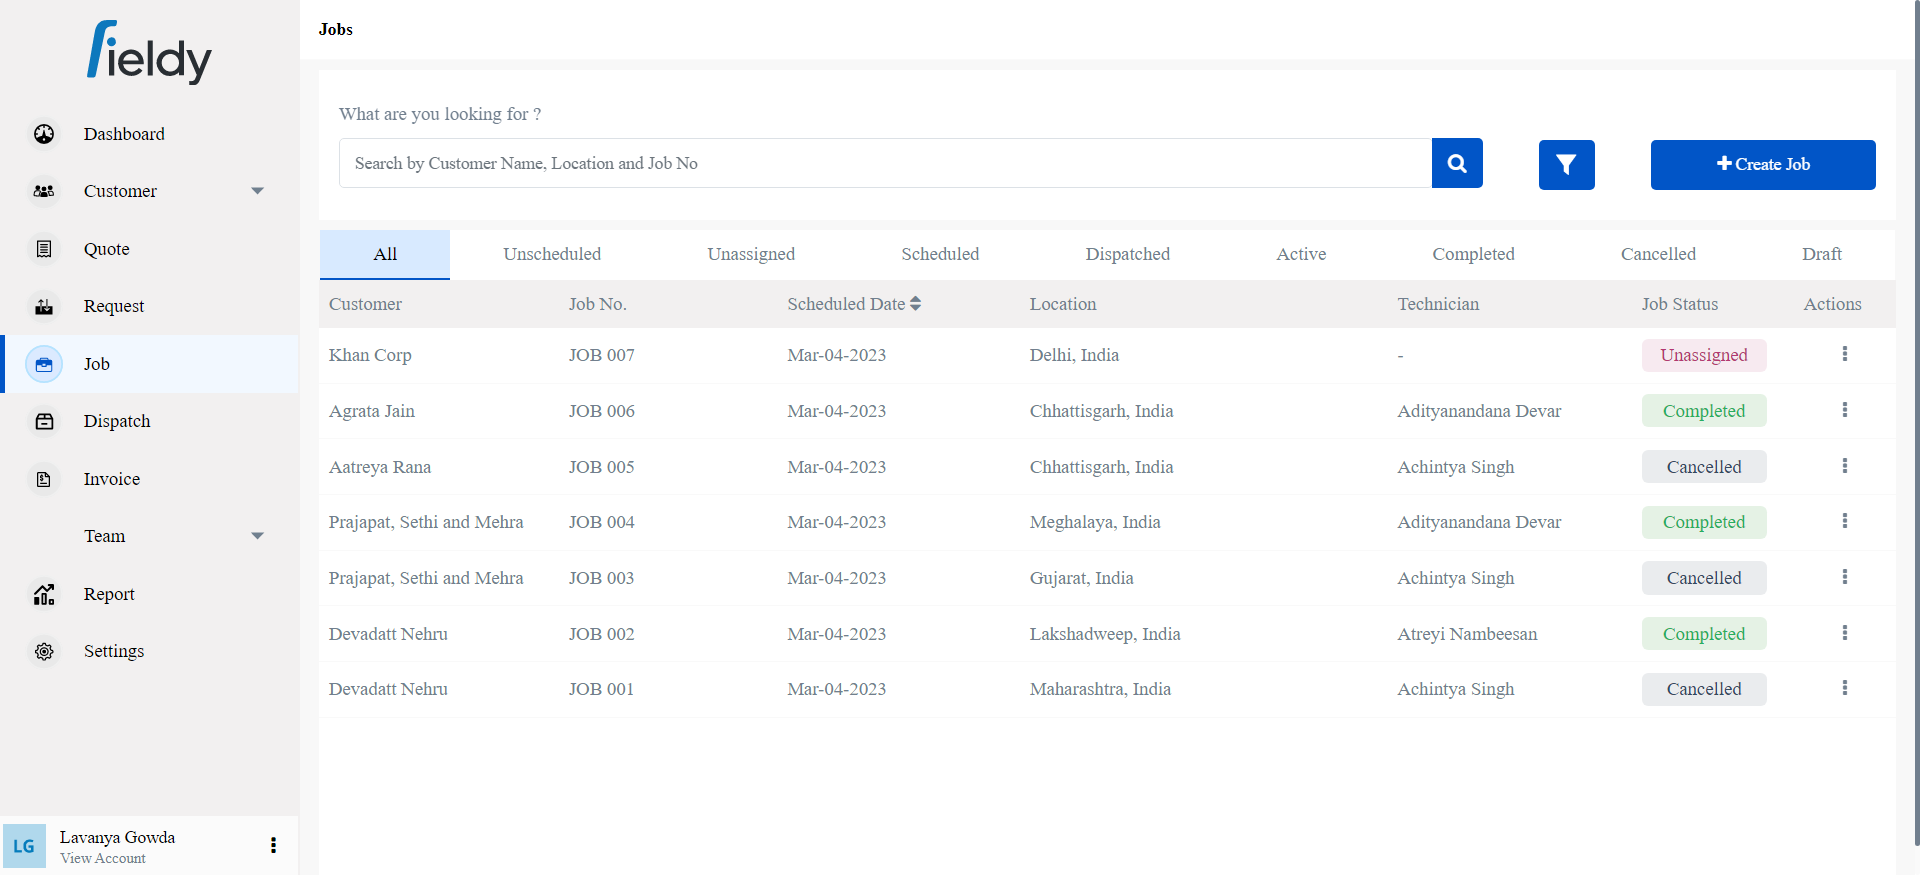 fieldy
Dashboard
Customer
Quote
Request
Job
Dispatch
Invoice
Team
Report
Settings
LG
Lavanya Gowda
View Account
Jobs
What are you looking for ?
Search by Customer Name, Location and Job No
Create Job
All Unscheduled Unassigned Scheduled Dispatched Active Completed Cancelled Draft
Customer Job No. Scheduled Date Location Technician Job Status Actions
Khan Corp JOB 007 Mar-04-2023 Delhi, India - Unassigned
Agrata Jain JOB 006 Mar-04-2023 Chhattisgarh, India Adityanandana Devar Completed
Aatreya Rana JOB 005 Mar-04-2023 Chhattisgarh, India Achintya Singh Cancelled
Prajapat, Sethi and Mehra JOB 004 Mar-04-2023 Meghalaya, India Adityanandana Devar Completed
Prajapat, Sethi and Mehra JOB 003 Mar-04-2023 Gujarat, India Achintya Singh Cancelled
Devadatt Nehru JOB 002 Mar-04-2023 Lakshadweep, India Atreyi Nambeesan Completed
Devadatt Nehru JOB 001 Mar-04-2023 Maharashtra, India Achintya Singh Cancelled